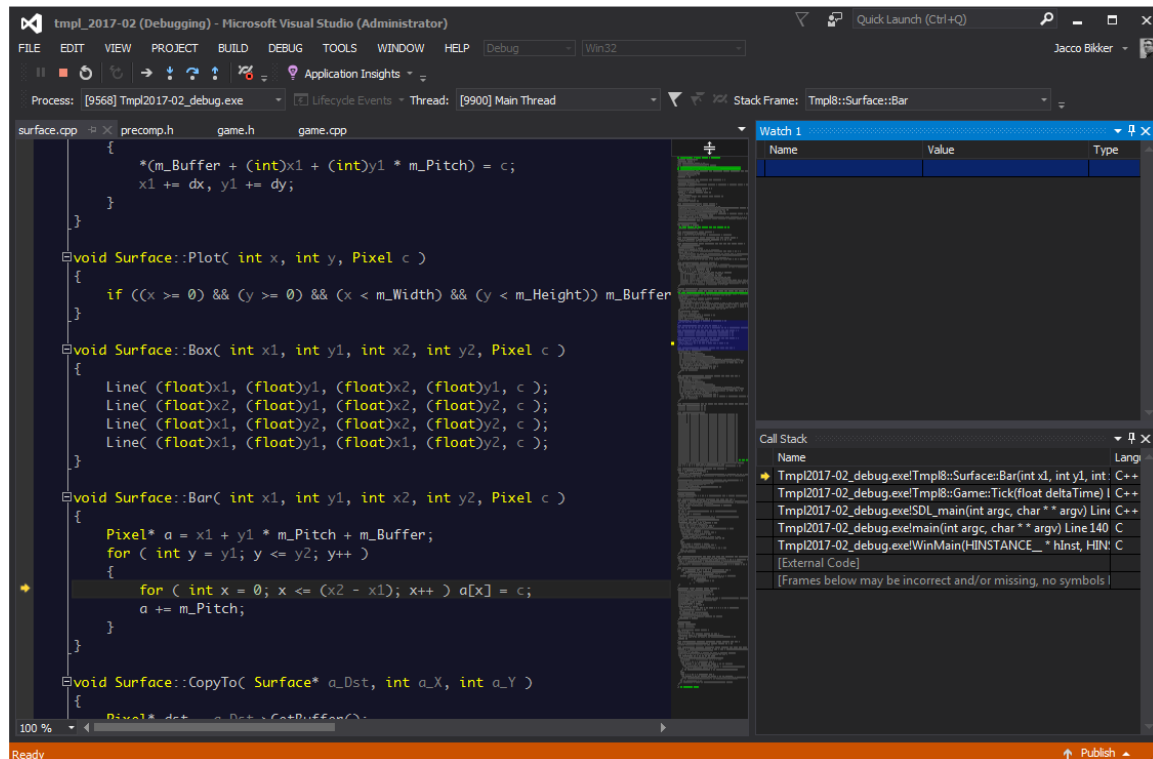 tmpl_2017-02 (Debugging) - Microsoft Visual Studio (Administrator)
Quick Launch (Ctrl+Q)
FILE EDIT VIEW PROJECT BUILD DEBUG TOOLS WINDOW HELP Debug Win32
Jacco Bikker
Application Insights
Process: [9568] Tmpl2017-02_debug.exe Lifecycle Events Thread: [9900] Main Thread Stack Frame: Tmpl8::Surface::Bar
surface.cpp precomp.h game.h game.cpp
{
*(m_Buffer + (int)x1 + (int)y1 * m_Pitch) = c;
x1 += dx, y1 += dy;
}
}
void Surface::Plot( int x, int y, Pixel c )
{
if ((x >= 0) && (y >= 0) && (x < m_Width) && (y < m_Height)) m_Buffer
}
void Surface::Box( int x1, int y1, int x2, int y2, Pixel c )
{
Line( (float)x1, (float)y1, (float)x2, (float)y1, c );
Line( (float)x2, (float)y1, (float)x2, (float)y2, c );
Line( (float)x1, (float)y2, (float)x2, (float)y2, c );
Line( (float)x1, (float)y1, (float)x1, (float)y2, c );
}
void Surface::Bar( int x1, int y1, int x2, int y2, Pixel c )
{
Pixel* a = x1 + y1 * m_Pitch + m_Buffer;
for ( int y = y1; y <= y2; y++ )
{
for ( int x = 0; x <= (x2 - x1); x++ ) a[x] = c;
a += m_Pitch;
}
}
void Surface::CopyTo( Surface* a_Dst, int a_X, int a_Y )
{
Pixel* dst = a_Dst->GetBuffer();
100 %
Watch 1
Name Value Type
Call Stack
Name Langu
Tmpl2017-02_debug.exe!Tmpl8::Surface::Bar(int x1, int y1, int C++
Tmpl2017-02_debug.exe!Tmpl8::Game::Tick(float deltaTime) L C++
Tmpl2017-02_debug.exe!SDL_main(int argc, char * * argv) Line C++
Tmpl2017-02_debug.exe!main(int argc, char * * argv) Line 140 C
Tmpl2017-02_debug.exe!WinMain(HINSTANCE__ * hInst, HINS C
[External Code]
[Frames below may be incorrect and/or missing, no symbols l
Ready
Publish